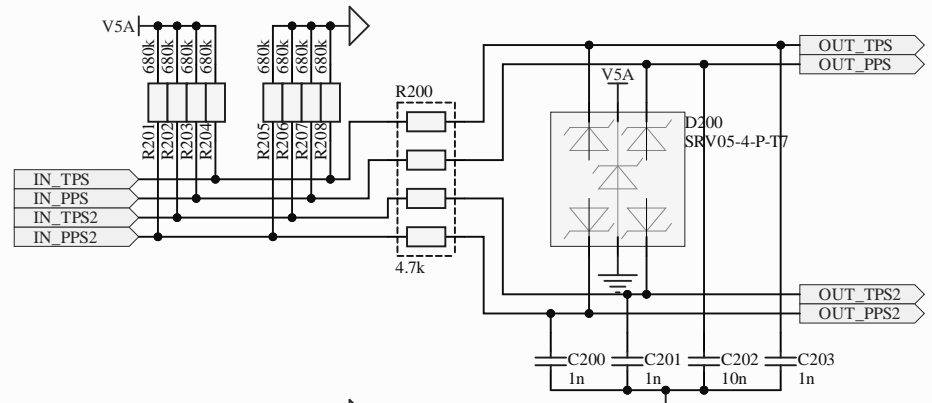 V5A
680k
680k
680k
680k
680k
680k
680k
680k
R201
R202
R203
R204
R205
R206
R207
R208
R200
4.7k
IN_TPS
IN_PPS
IN_TPS2
IN_PPS2
V5A
D200
SRV05-4-P-T7
OUT_TPS
OUT_PPS
OUT_TPS2
OUT_PPS2
C200
1n
C201
1n
C202
10n
C203
1n